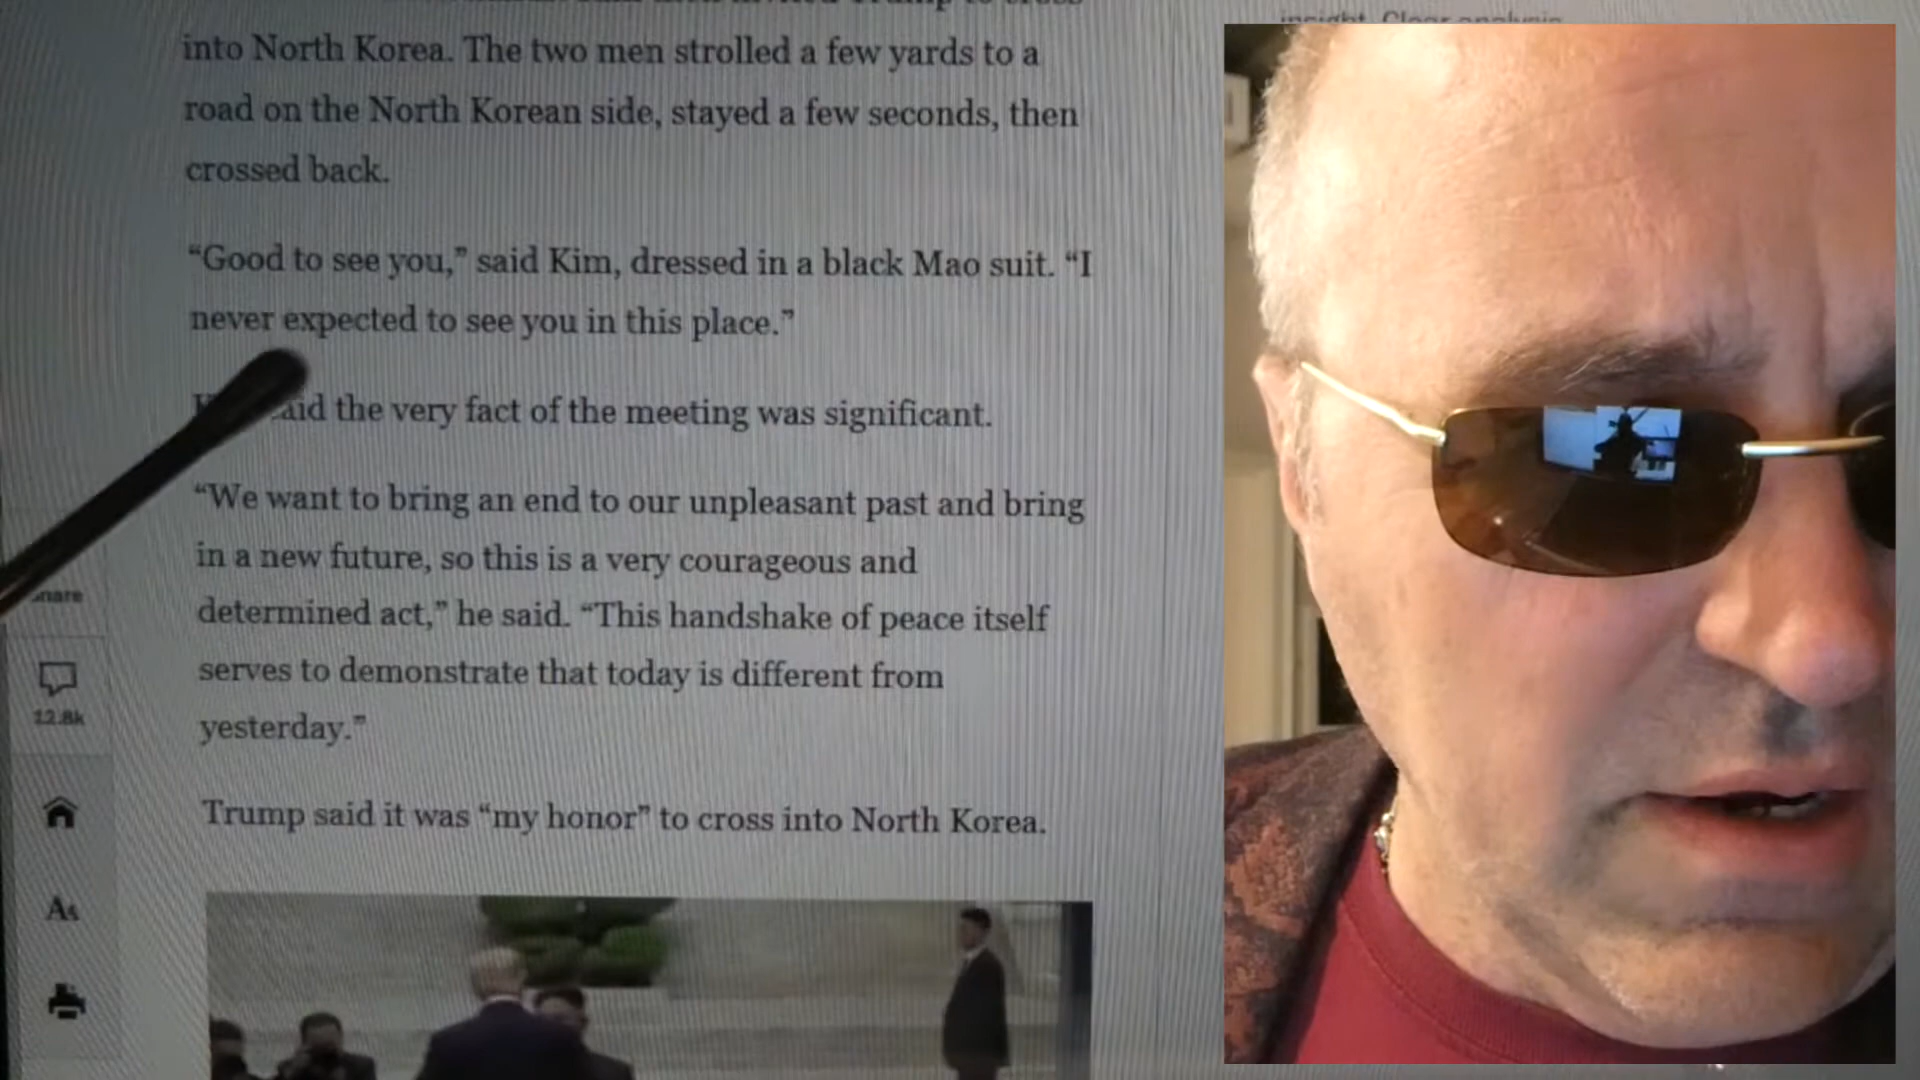 into North Korea. The two men strolled a few yards to a
road on the North Korean side, stayed a few seconds, then
crossed back.
“Good to see you,” said Kim, dressed in a black Mao suit. “I
never expected to see you in this place.”
the very fact of the meeting was significant.
“We want to bring an end to our unpleasant past and bring
in a new future, so this is a very courageous and
determined act,” he said. “This handshake of peace itself
serves to demonstrate that today is different from
yesterday.”
Trump said it was “my honor” to cross into North Korea.
insight. Clear analysis.
Share
12.8k
Aa